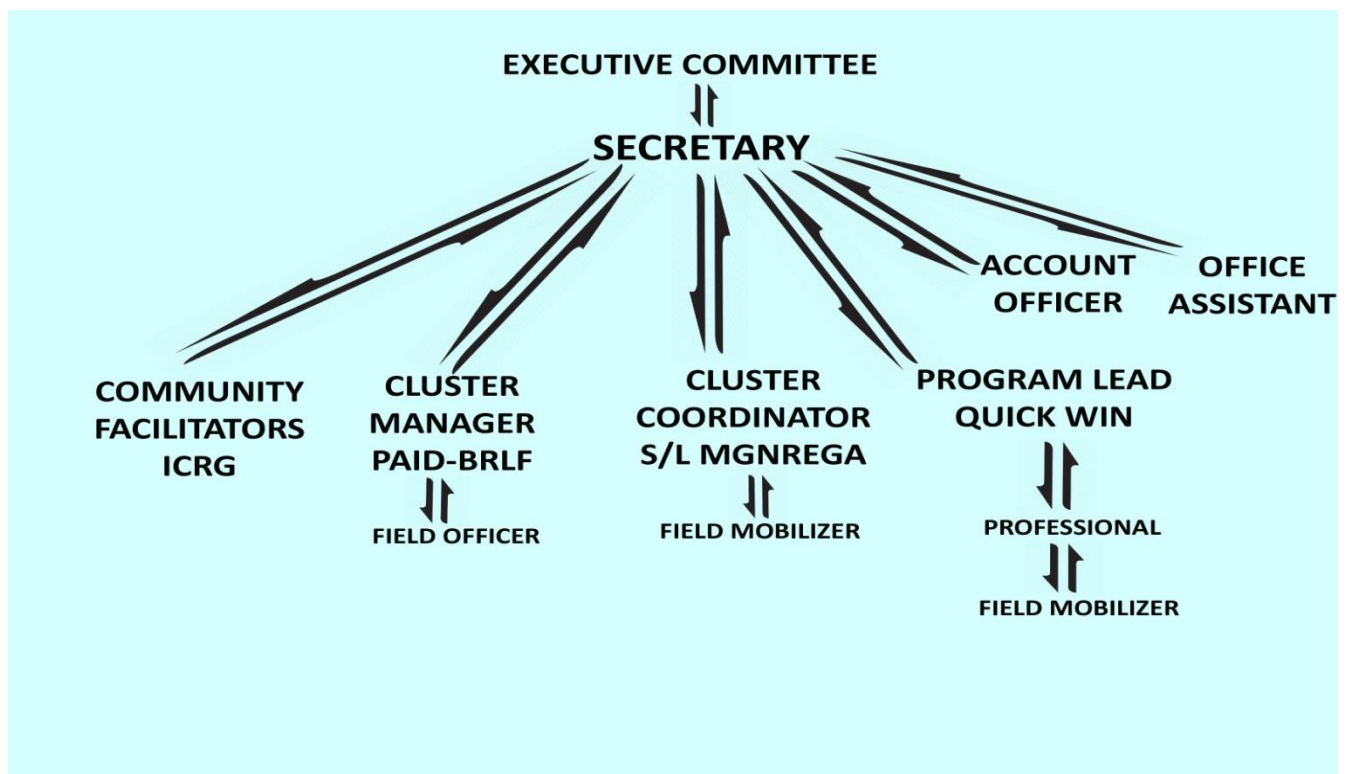 EXECUTIVE COMMITTEE
SECRETARY
ACCOUNT
OFFICER
OFFICE
ASSISTANT
COMMUNITY
FACILITATORS
ICRG
CLUSTER
MANAGER
PAID-BRLF
FIELD OFFICER
CLUSTER
COORDINATOR
S/L MGNREGA
FIELD MOBILIZER
PROGRAM LEAD
QUICK WIN
PROFESSIONAL
FIELD MOBILIZER